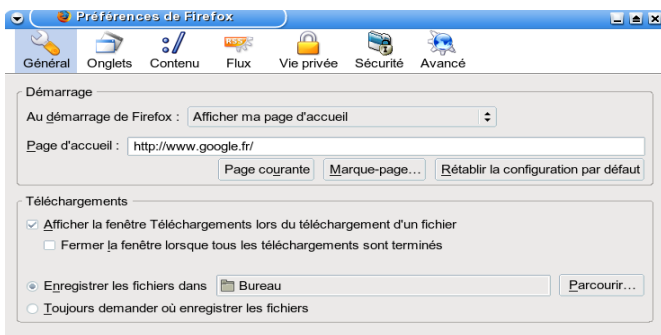 Préférences de Firefox
Général Onglets Contenu Flux Vie privée Sécurité Avancé
Démarrage
Au démarrage de Firefox : Afficher ma page d'accueil
Page d'accueil : http://www.google.fr/
Page courante Marque-page... Rétablir la configuration par défaut
Téléchargements
Afficher la fenêtre Téléchargements lors du téléchargement d'un fichier
Fermer la fenêtre lorsque tous les téléchargements sont terminés
Enregistrer les fichiers dans Bureau Parcourir...
Toujours demander où enregistrer les fichiers